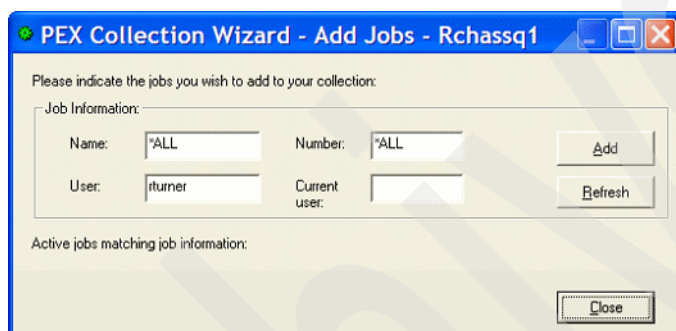 PEX Collection Wizard - Add Jobs - Rchassq1
Please indicate the jobs you wish to add to your collection:
Job Information:
Name: *ALL Number: *ALL Add
User: rturner Current user: Refresh
Active jobs matching job information:
Close